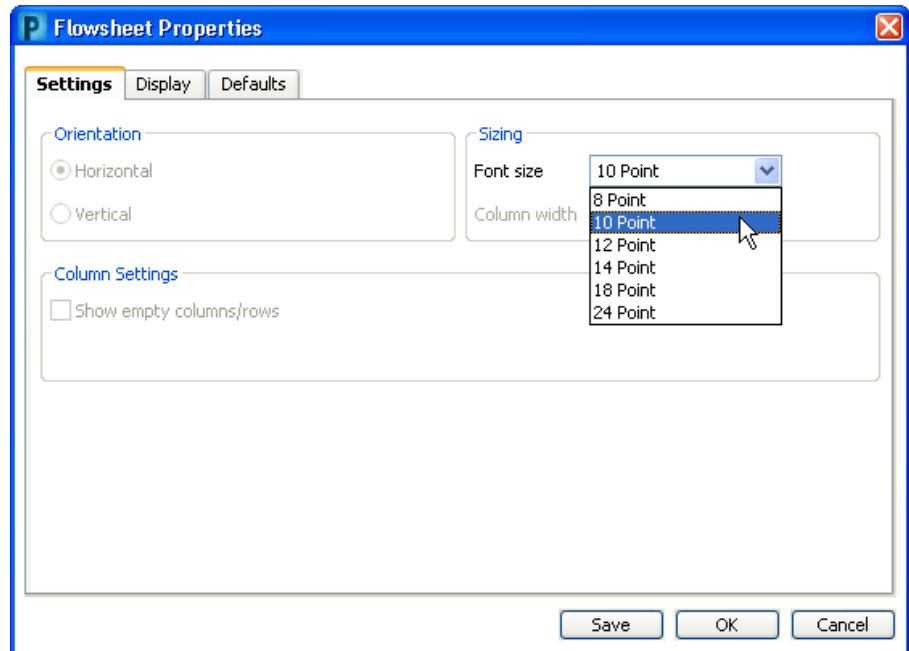 P Flowsheet Properties
Settings Display Defaults
Orientation
Horizontal
Vertical
Sizing
Font size 10 Point
Column width
8 Point
10 Point
12 Point
14 Point
18 Point
24 Point
Column Settings
Show empty columns/rows
Save OK Cancel